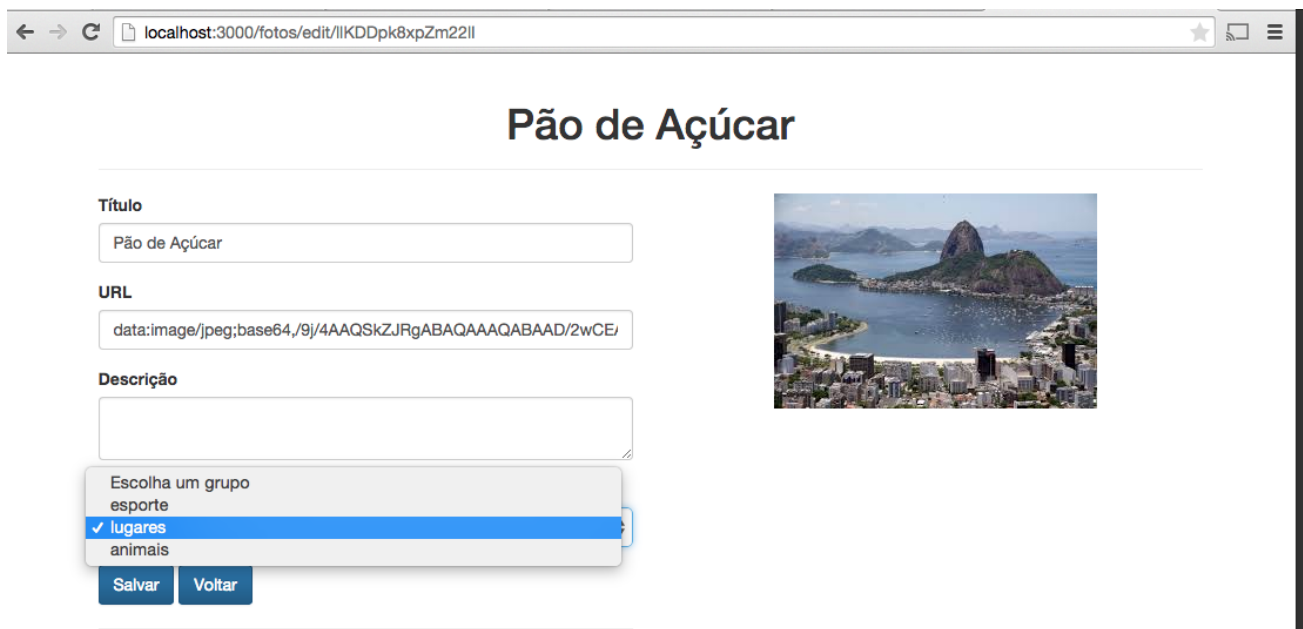 localhost:3000/fotos/edit/llKDDpk8xpZm22ll
Pão de Açúcar
Título
Pão de Açúcar
URL
data:image/jpeg;base64,/9j/4AAQSkZJRgABAQAAAQABAAD/2wCEA
Descrição
Escolha um grupo
esporte
✓ lugares
animais
Salvar Voltar